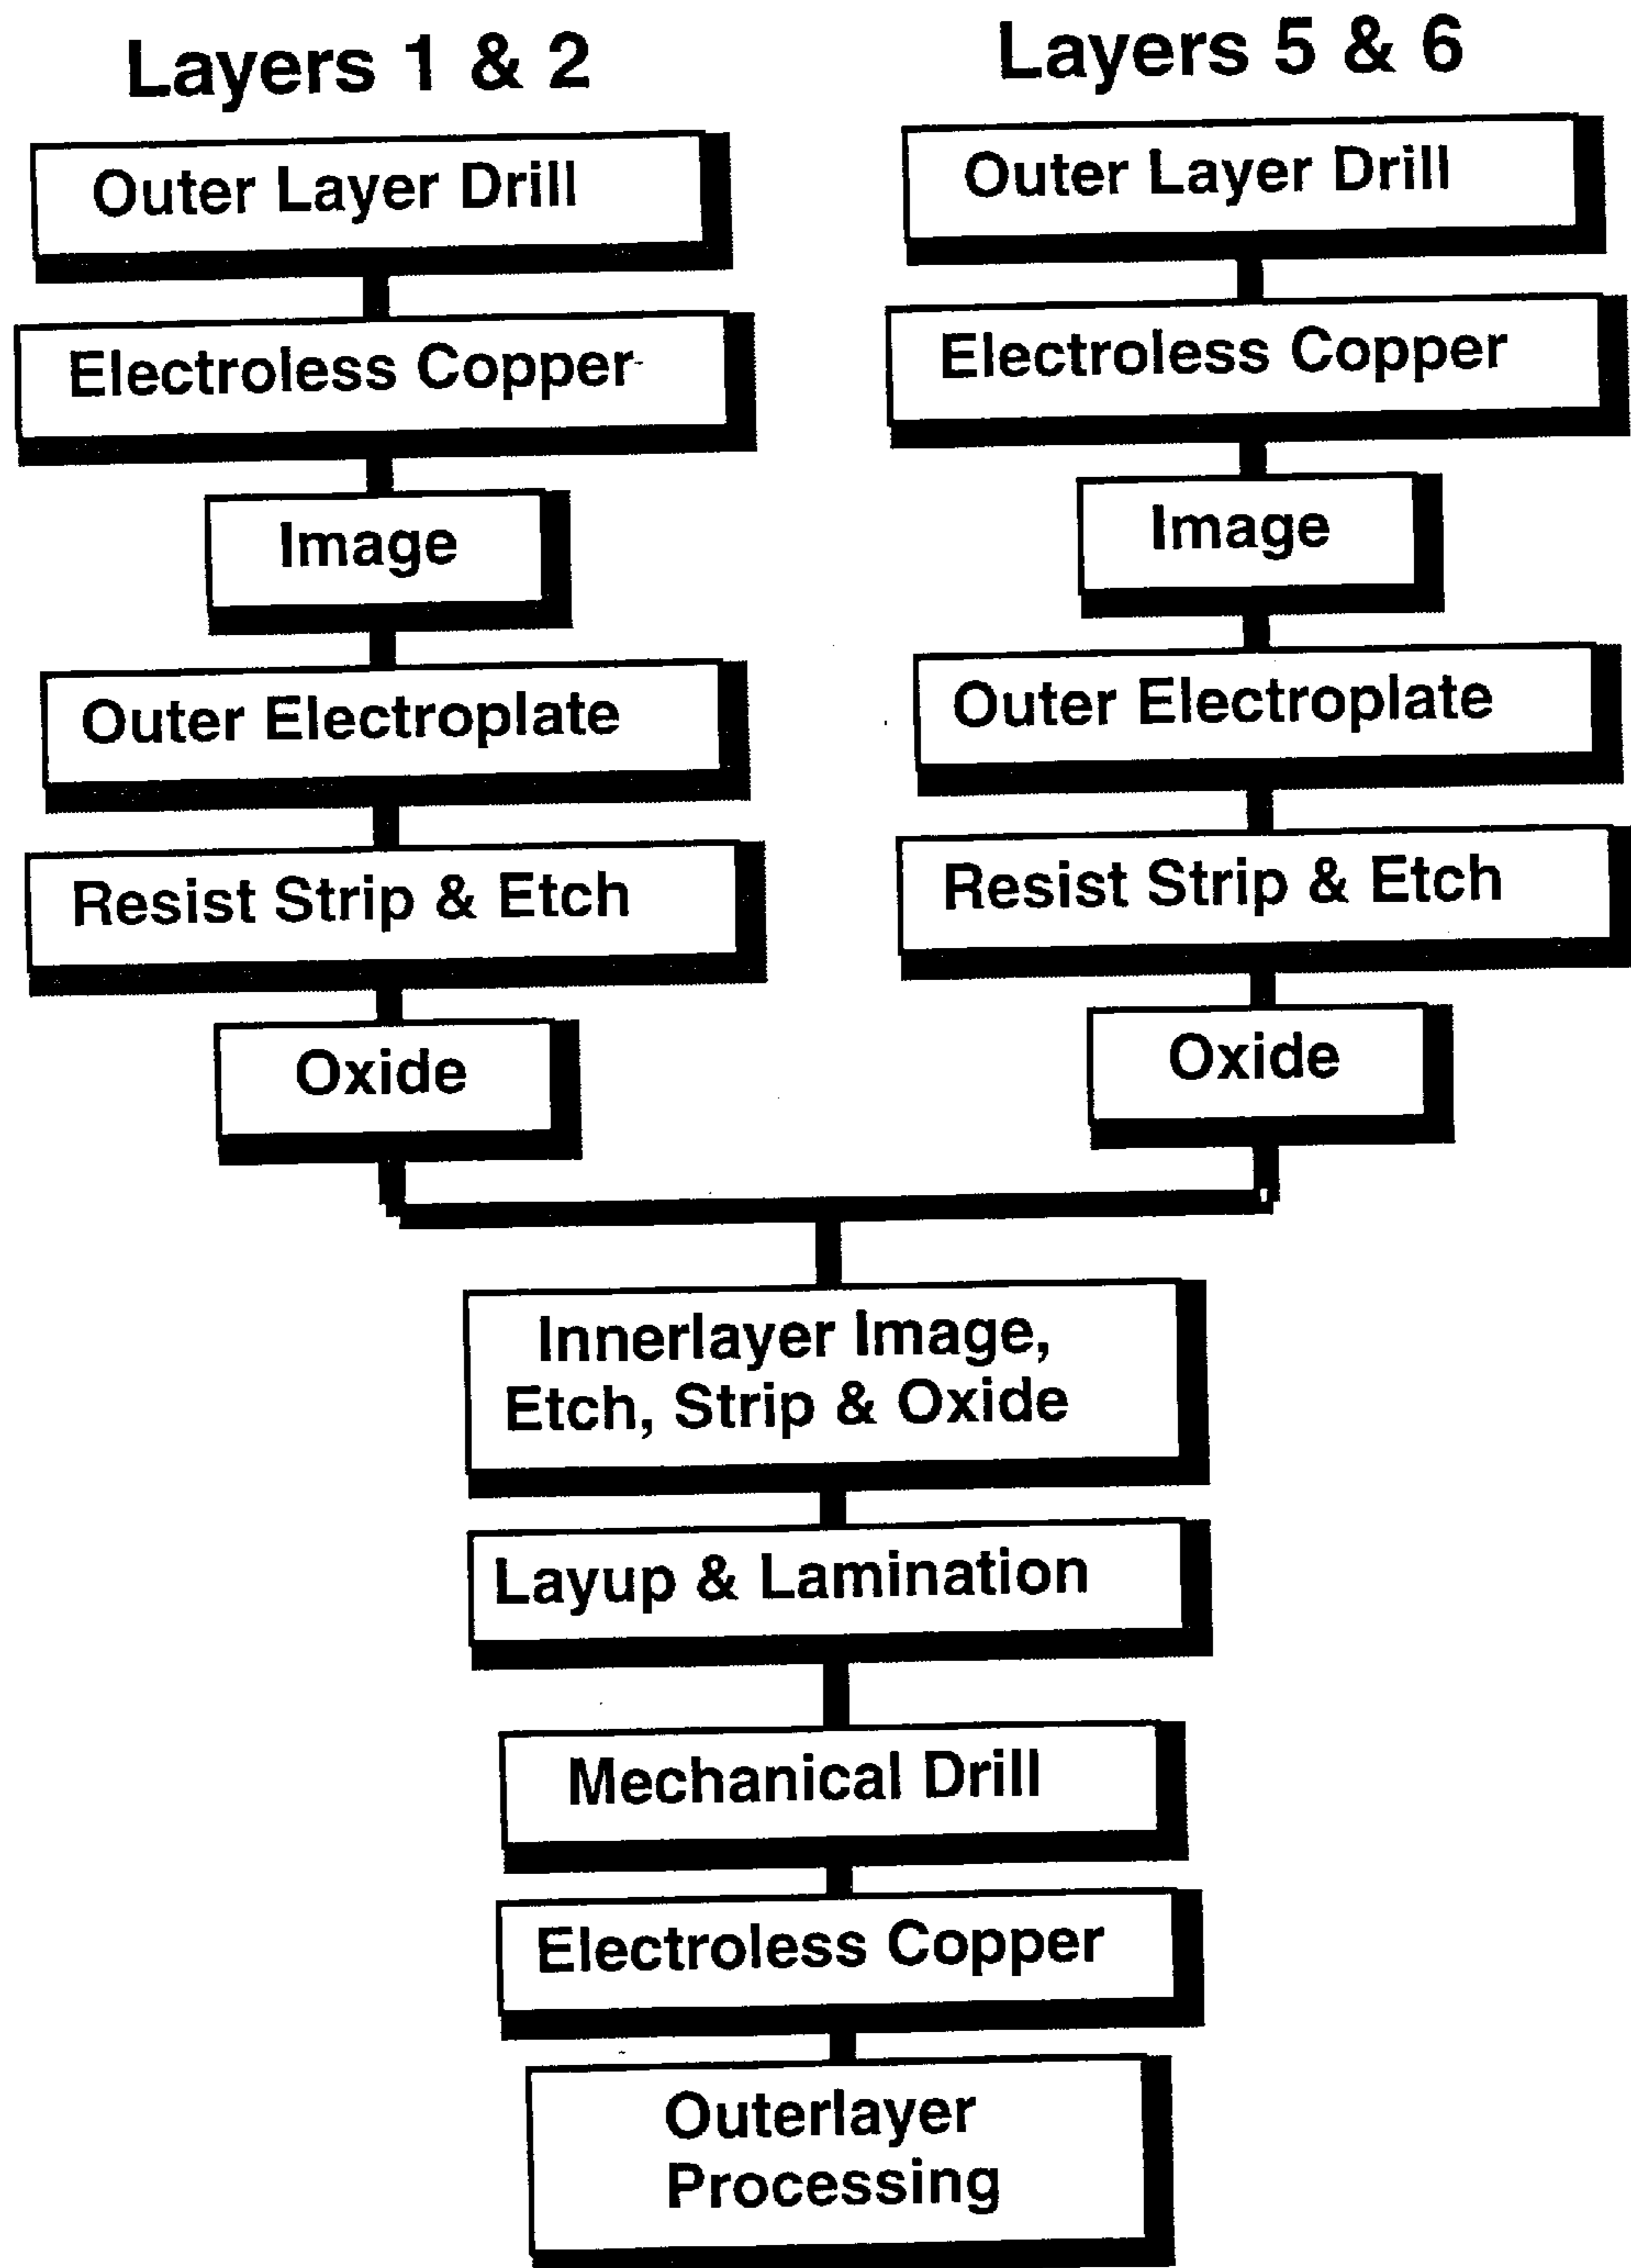 Layers 1 & 2
Outer Layer Drill
Electroless Copper
Image
Outer Electroplate
Resist Strip & Etch
Oxide
Layers 5 & 6
Outer Layer Drill
Electroless Copper
Image
Outer Electroplate
Resist Strip & Etch
Oxide
Innerlayer Image,
Etch, Strip & Oxide
Layup & Lamination
Mechanical Drill
Electroless Copper
Outerlayer
Processing